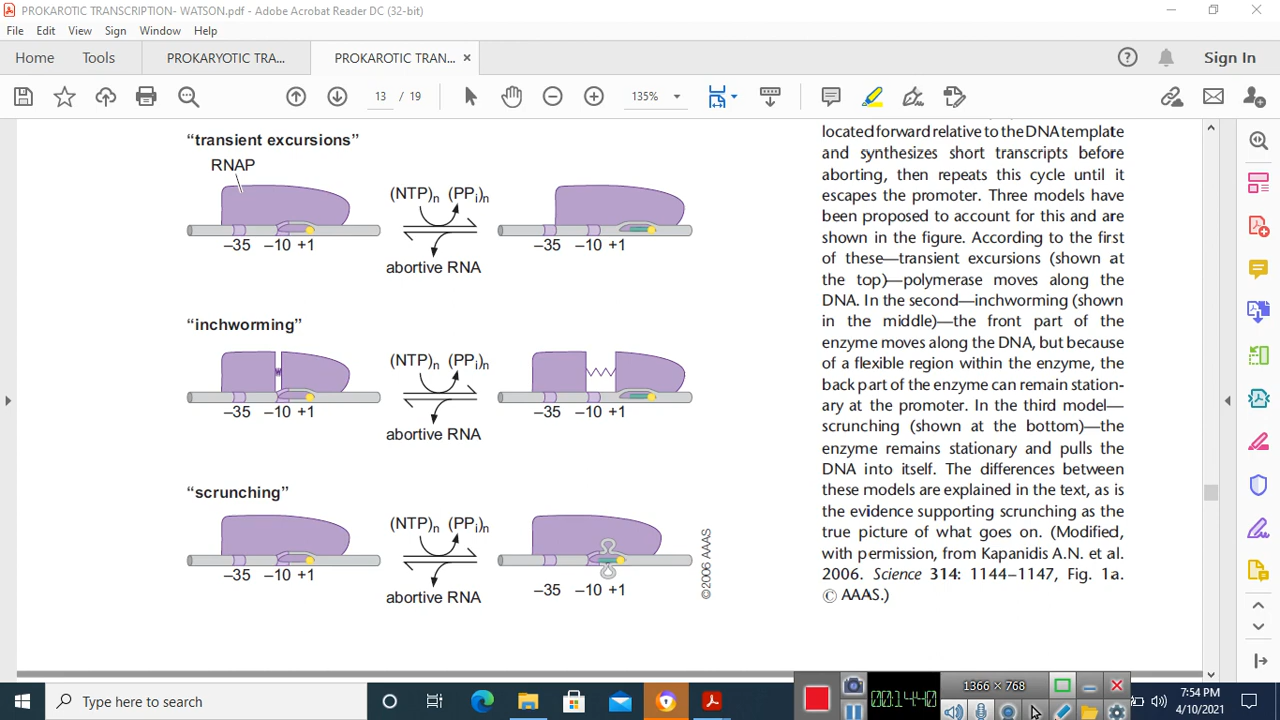 PROKAROTIC TRANSCRIPTION- WATSON.pdf - Adobe Acrobat Reader DC (32-bit)
File Edit View Sign Window Help
Home Tools PROKARYOTIC TRA... PROKAROTIC TRAN... × Sign In
13 / 19 135%
"transient excursions"
RNAP
(NTP)n (PPi)n
–35 –10 +1 –35 –10 +1
abortive RNA
"inchworming"
(NTP)n (PPi)n
–35 –10 +1 –35 –10 +1
abortive RNA
"scrunching"
(NTP)n (PPi)n
–35 –10 +1 –35 –10 +1
abortive RNA
©2006 AAAS
located forward relative to the DNA template
and synthesizes short transcripts before
aborting, then repeats this cycle until it
escapes the promoter. Three models have
been proposed to account for this and are
shown in the figure. According to the first
of these—transient excursions (shown at
the top)—polymerase moves along the
DNA. In the second—inchworming (shown
in the middle)—the front part of the
enzyme moves along the DNA, but because
of a flexible region within the enzyme, the
back part of the enzyme can remain station-
ary at the promoter. In the third model—
scrunching (shown at the bottom)—the
enzyme remains stationary and pulls the
DNA into itself. The differences between
these models are explained in the text, as is
the evidence supporting scrunching as the
true picture of what goes on. (Modified,
with permission, from Kapanidis A.N. et al.
2006. Science 314: 1144–1147, Fig. 1a.
© AAAS.)
Type here to search
00:14:40
1366 × 768
7:54 PM
4/10/2021